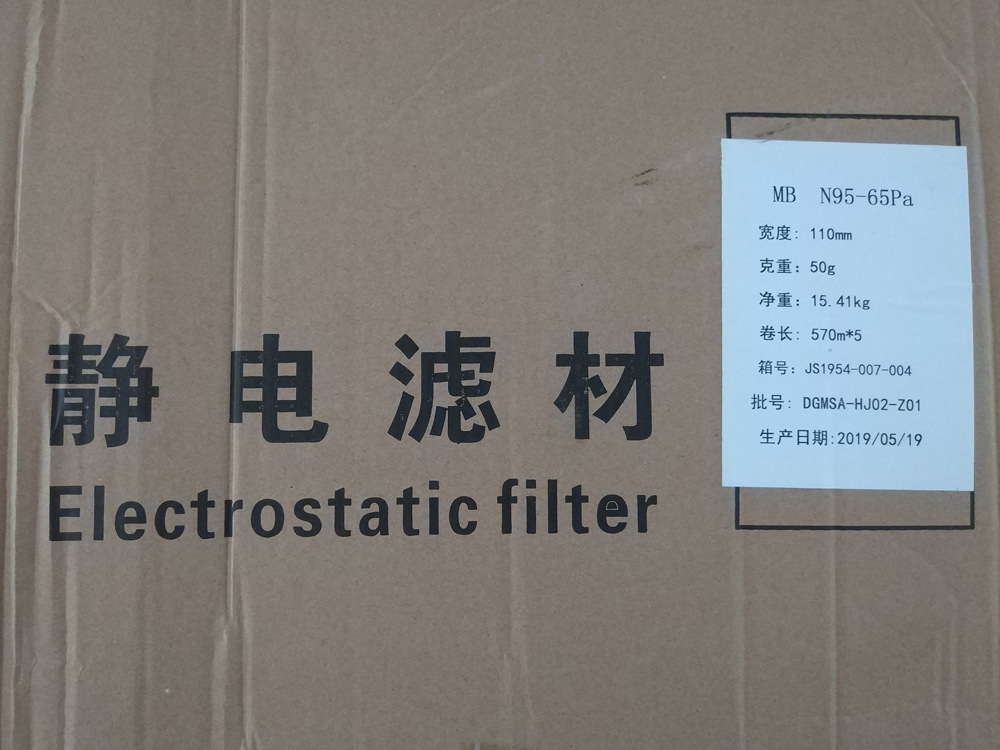 静电滤材
Electrostatic filter
MB N95-65Pa
宽度: 110mm
克重: 50g
净重: 15.41kg
卷长: 570m*5
箱号: JS1954-007-004
批号: DGMSA-HJ02-Z01
生产日期:2019/05/19